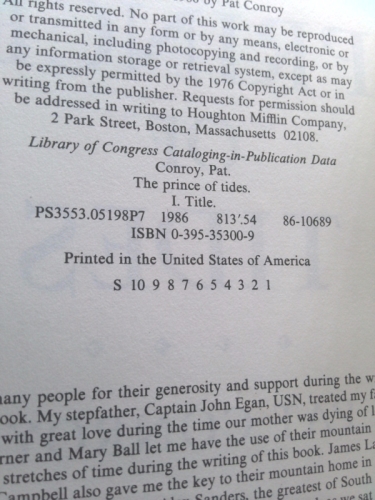 by Pat Conroy
All rights reserved. No part of this work may be reproduced
or transmitted in any form or by any means, electronic or
mechanical, including photocopying and recording, or by
any information storage or retrieval system, except as may
be expressly permitted by the 1976 Copyright Act or in
writing from the publisher. Requests for permission should
be addressed in writing to Houghton Mifflin Company,
2 Park Street, Boston, Massachusetts 02108.
Library of Congress Cataloging-in-Publication Data
Conroy, Pat.
The prince of tides.
I. Title.
PS3553.05198P7 1986 813'.54 86-10689
ISBN 0-395-35300-9
Printed in the United States of America
S 10 9 8 7 6 5 4 3 2 1
many people for their generosity and support during the w
ook. My stepfather, Captain John Egan, USN, treated my fa
with great love during the time our mother was dying of l
rner and Mary Ball let me have the use of their mountain
stretches of time during the writing of this book. James La
Campbell also gave me the key to their mountain home in
Sanders, the greatest of South